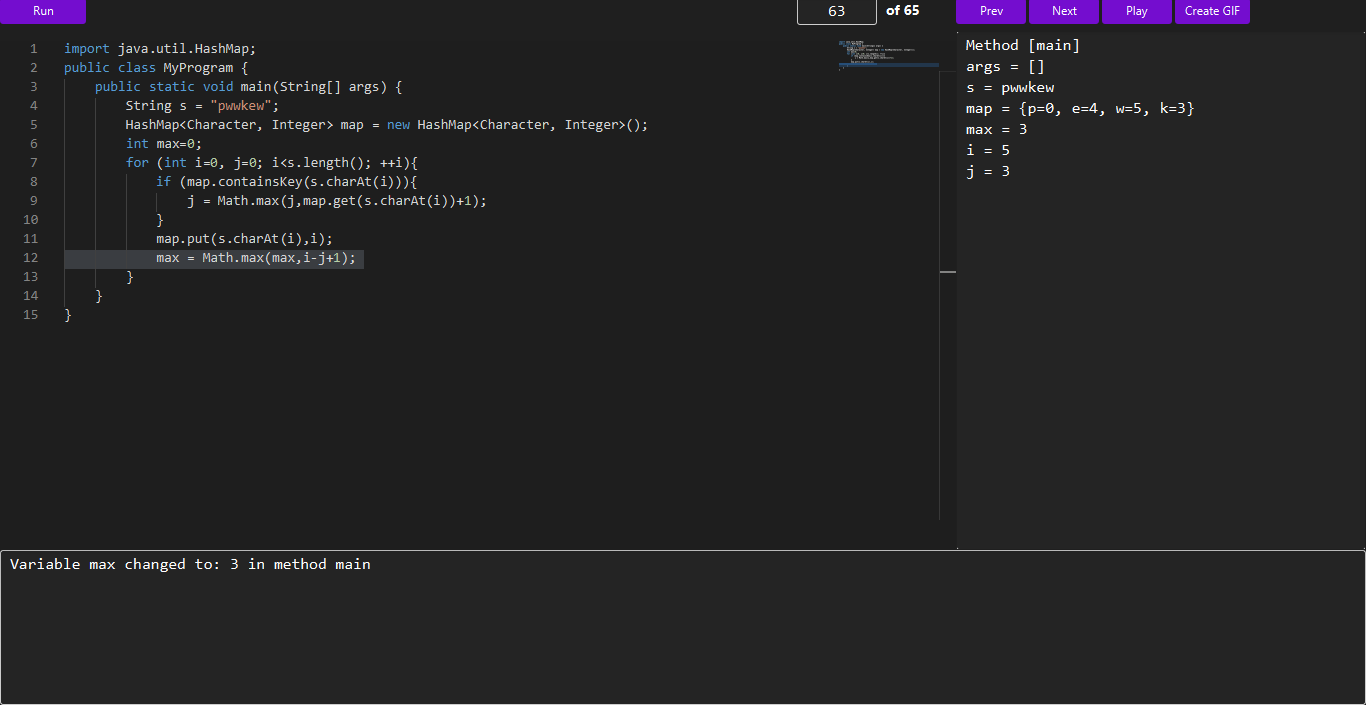 Run 63 of 65 Prev Next Play Create GIF
1 import java.util.HashMap;
2 public class MyProgram {
3 public static void main(String[] args) {
4 String s = "pwwkew";
5 HashMap<Character, Integer> map = new HashMap<Character, Integer>();
6 int max=0;
7 for (int i=0, j=0; i<s.length(); ++i){
8 if (map.containsKey(s.charAt(i))){
9 j = Math.max(j,map.get(s.charAt(i))+1);
10 }
11 map.put(s.charAt(i),i);
12 max = Math.max(max,i-j+1);
13 }
14 }
15 }
Method [main]
args = []
s = pwwkew
map = {p=0, e=4, w=5, k=3}
max = 3
i = 5
j = 3
Variable max changed to: 3 in method main